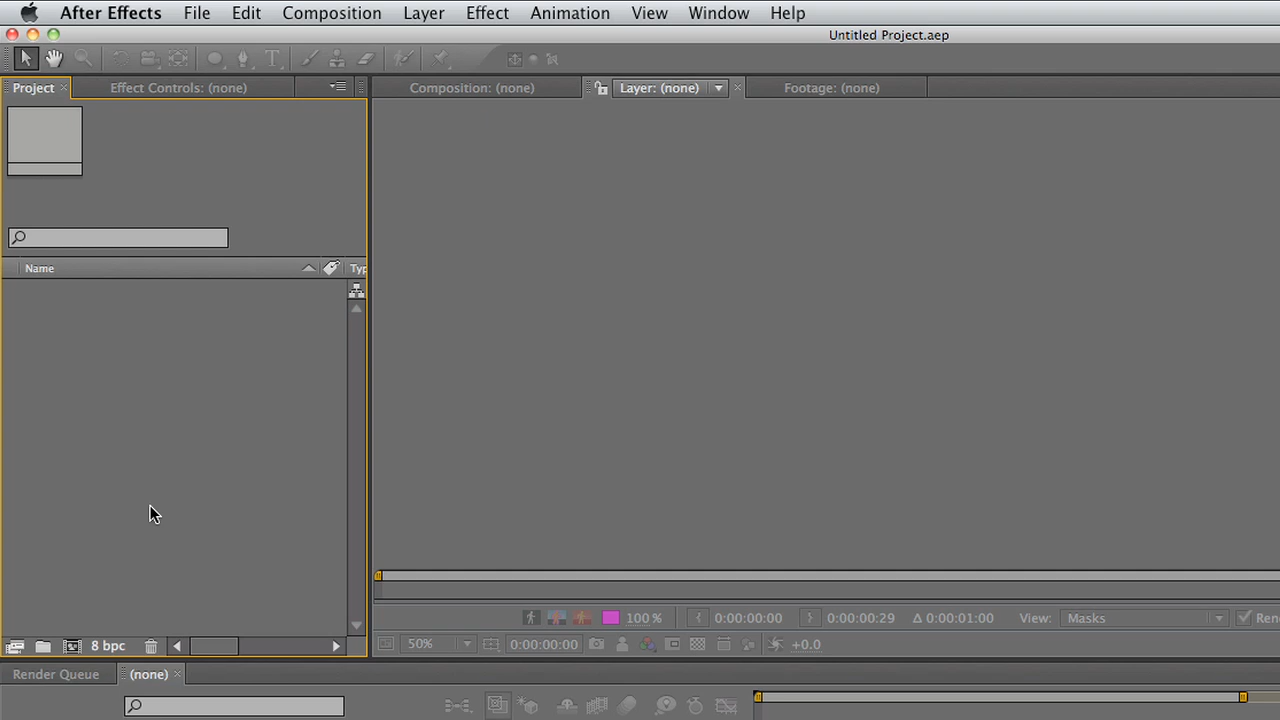 After Effects File Edit Composition Layer Effect Animation View Window Help
Untitled Project.aep
Project Effect Controls: (none) Composition: (none) Layer: (none) Footage: (none)
Name Typ
100 % 0:00:00:00 0:00:00:29 Δ 0:00:01:00 View: Masks Ren
8 bpc 50% 0:00:00:00 +0.0
Render Queue (none)